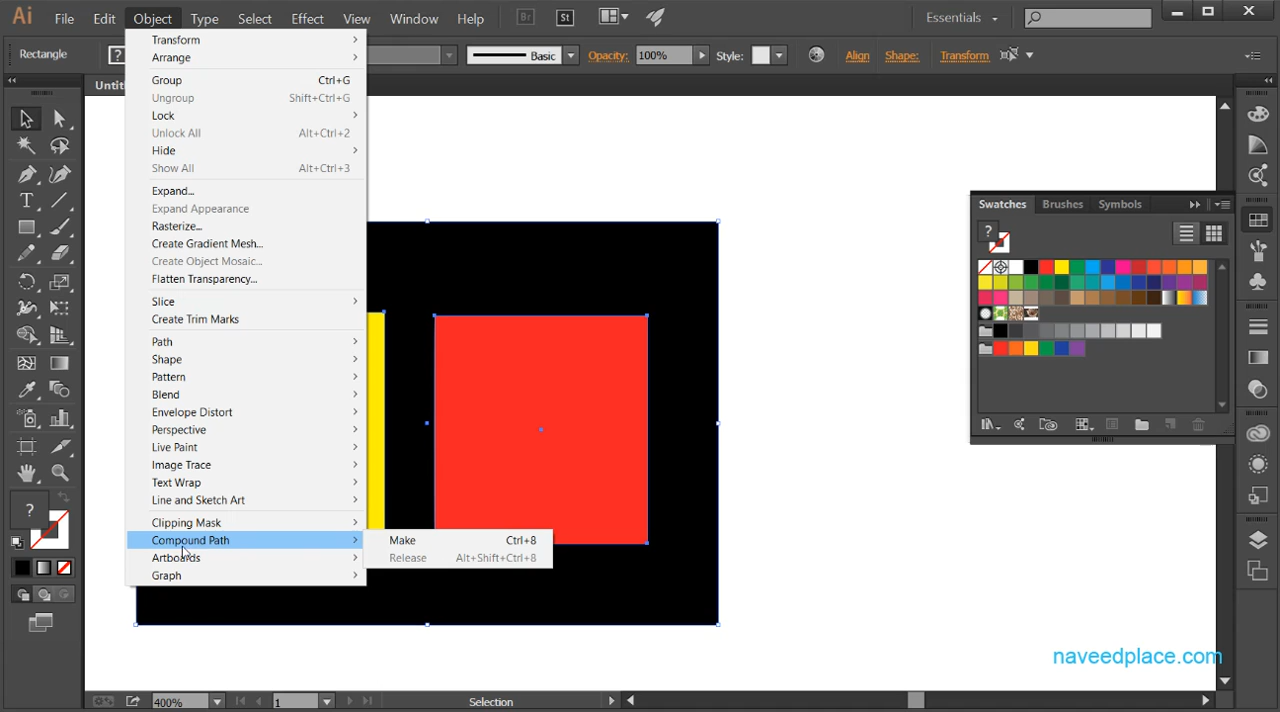 Ai File Edit Object Type Select Effect View Window Help Br St Essentials
Rectangle ? Basic Opacity: 100% Style: Align Shape: Transform
Untit
Transform
Arrange
Group Ctrl+G
Ungroup Shift+Ctrl+G
Lock
Unlock All Alt+Ctrl+2
Hide
Show All Alt+Ctrl+3
Expand...
Expand Appearance
Rasterize...
Create Gradient Mesh...
Create Object Mosaic...
Flatten Transparency...
Slice
Create Trim Marks
Path
Shape
Pattern
Blend
Envelope Distort
Perspective
Live Paint
Image Trace
Text Wrap
Line and Sketch Art
Clipping Mask
Compound Path
Artboards
Graph
Make Ctrl+8
Release Alt+Shift+Ctrl+8
Swatches Brushes Symbols
?
?
naveedplace.com
400% 1 Selection